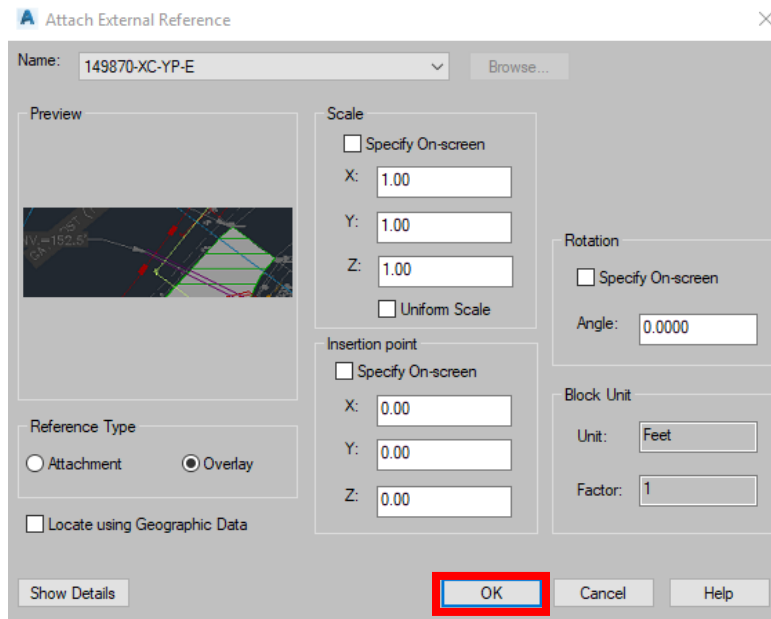 Attach External Reference
Name: 149870-XC-YP-E Browse...
Preview
NV.=152.5
Reference Type
Attachment Overlay
Locate using Geographic Data
Scale
Specify On-screen
X: 1.00
Y: 1.00
Z: 1.00
Uniform Scale
Insertion point
Specify On-screen
X: 0.00
Y: 0.00
Z: 0.00
Rotation
Specify On-screen
Angle: 0.0000
Block Unit
Unit: Feet
Factor: 1
Show Details OK Cancel Help